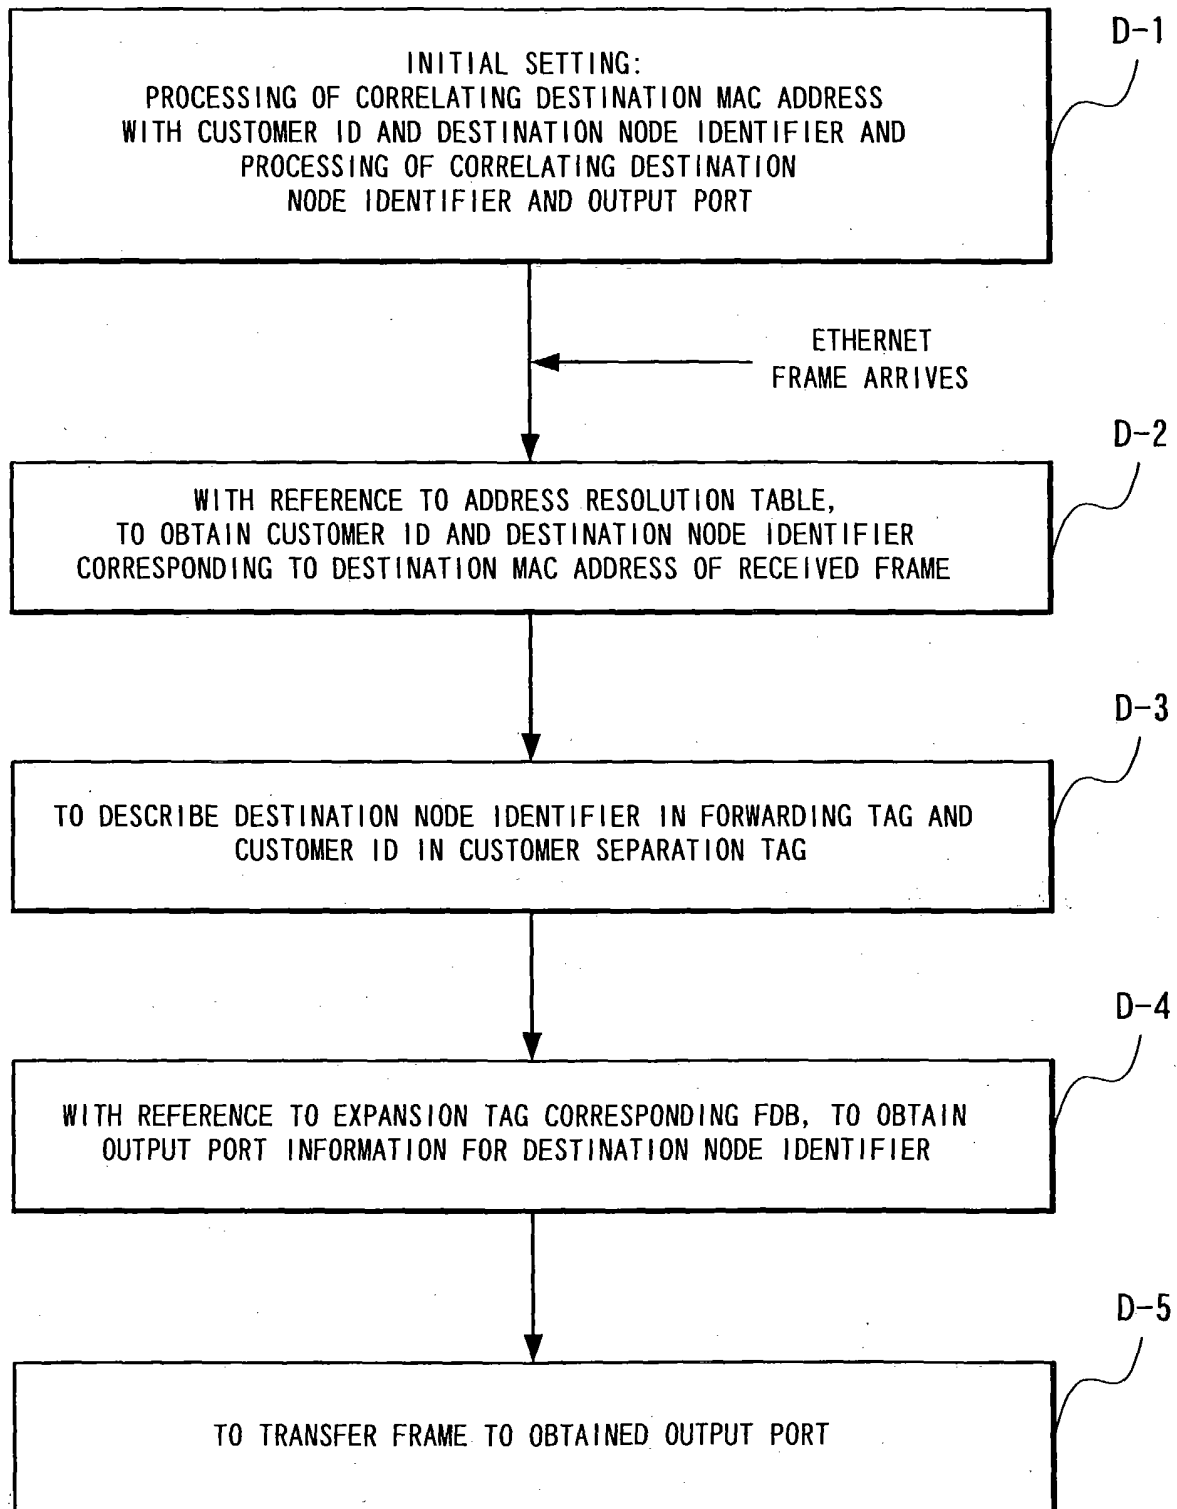 D-1
INITIAL SETTING:
PROCESSING OF CORRELATING DESTINATION MAC ADDRESS
WITH CUSTOMER ID AND DESTINATION NODE IDENTIFIER AND
PROCESSING OF CORRELATING DESTINATION
NODE IDENTIFIER AND OUTPUT PORT
ETHERNET
FRAME ARRIVES
D-2
WITH REFERENCE TO ADDRESS RESOLUTION TABLE,
TO OBTAIN CUSTOMER ID AND DESTINATION NODE IDENTIFIER
CORRESPONDING TO DESTINATION MAC ADDRESS OF RECEIVED FRAME
D-3
TO DESCRIBE DESTINATION NODE IDENTIFIER IN FORWARDING TAG AND
CUSTOMER ID IN CUSTOMER SEPARATION TAG
D-4
WITH REFERENCE TO EXPANSION TAG CORRESPONDING FDB, TO OBTAIN
OUTPUT PORT INFORMATION FOR DESTINATION NODE IDENTIFIER
D-5
TO TRANSFER FRAME TO OBTAINED OUTPUT PORT